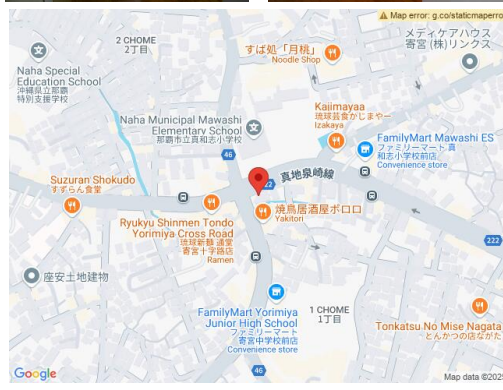 Map error: g.co/staticmaperro
2 CHOME
2丁目
すば処「月桃」
Noodle Shop
メディケアハウス
寄宮 (株)リンクス
Naha Special
Education School
沖縄県立那覇
特別支援学校
Naha Municipal Mawashi
Elementary School
那覇市立真和志小学校
Kajimayaa
琉球芸食かじまやー
Izakaya
FamilyMart Mawashi ES
ファミリーマート 真
和志小学校前店
Convenience store
46
真地泉崎線
22
Suzuran Shokudo
すずらん食堂
Ryukyu Shinmen Tondo
Yorimiya Cross Road
琉球新麺 通堂
寄宮十字路店
Ramen
焼鳥居酒屋ボロロ
Yakitori
222
座安土地建物
FamilyMart Yorimiya
Junior High School
ファミリーマート
寄宮中学校前店
Convenience store
1 CHOME
1丁目
Tonkatsu No Mise Nagata
とんかつの店ながた
46
Google
Map data ©202